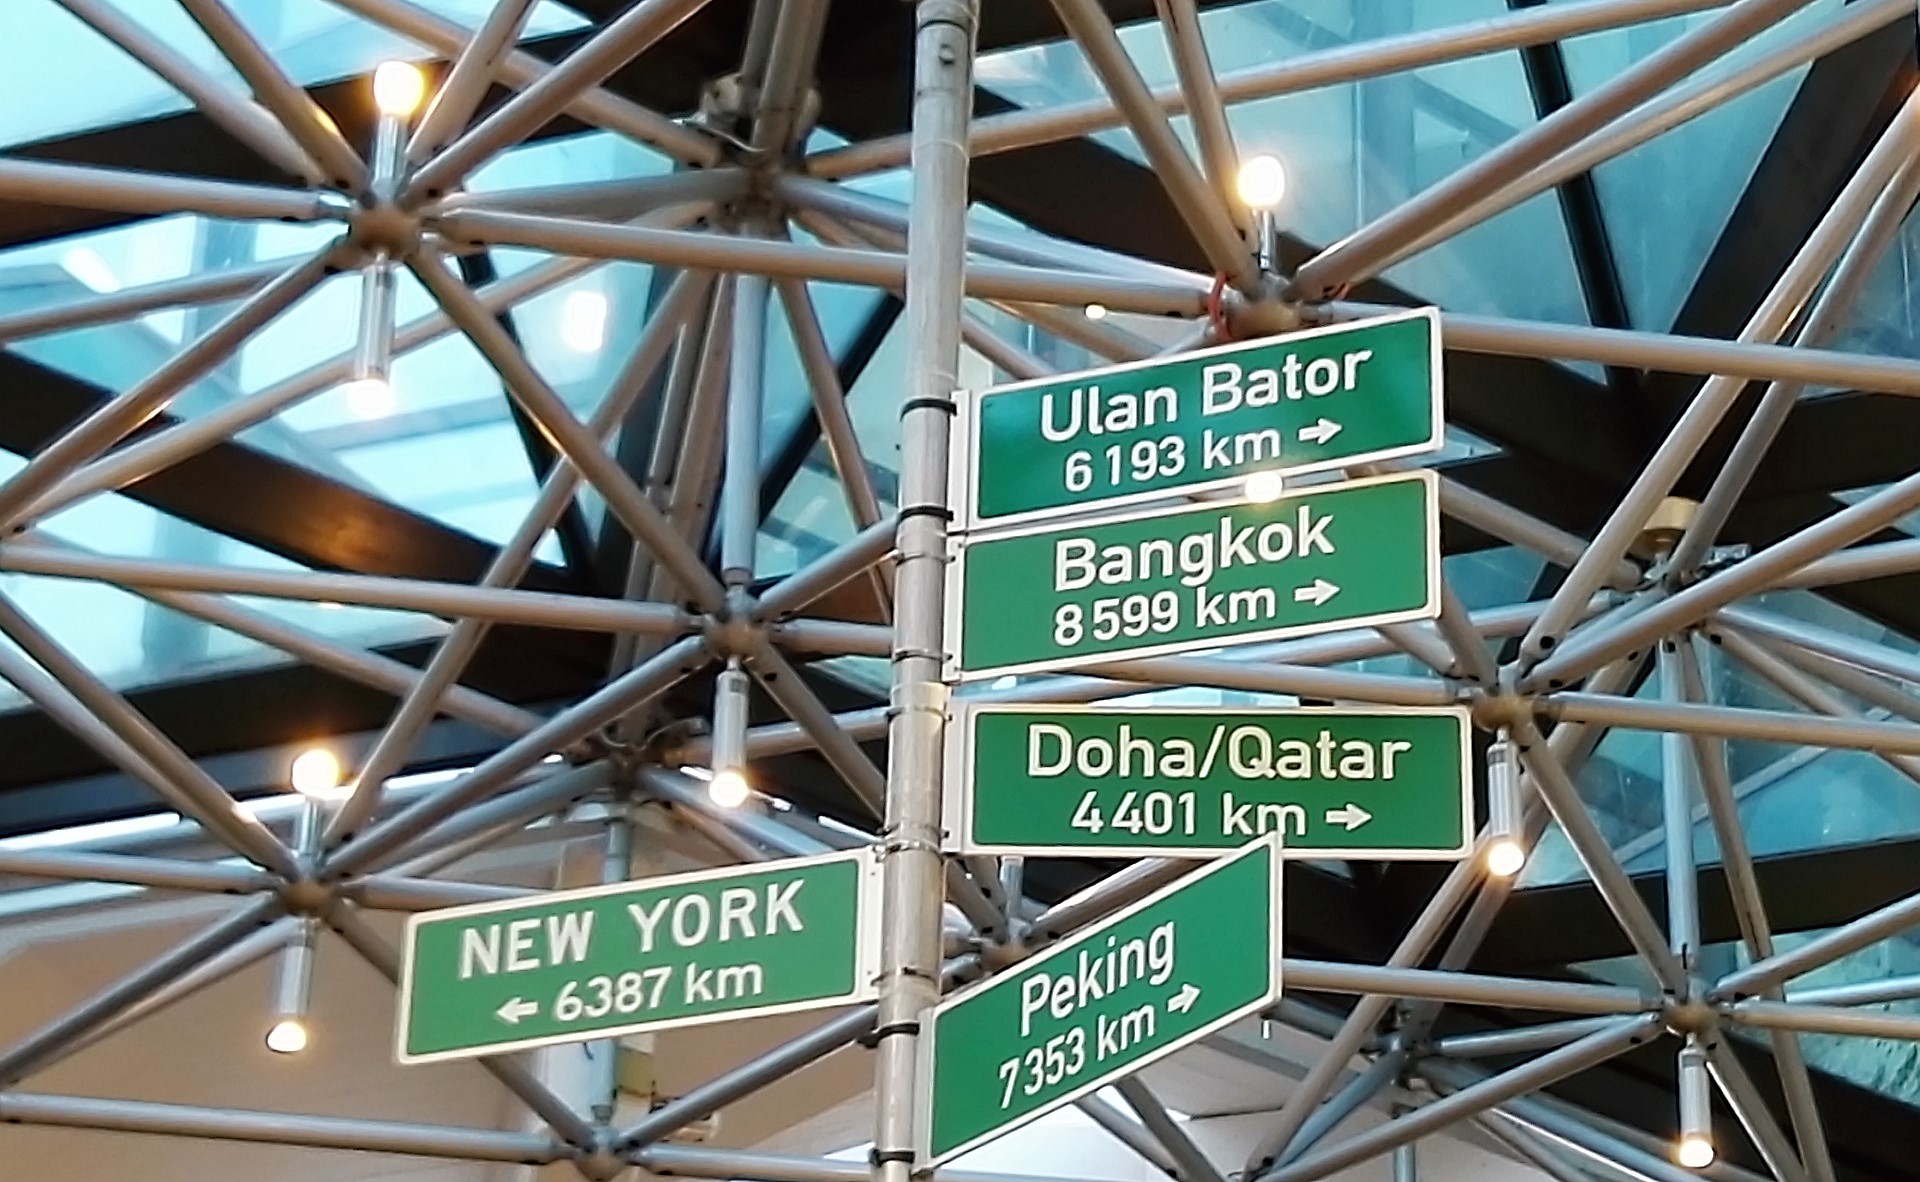 Ulan Bator
6 193 km →
Bangkok
8 599 km →
Doha/Qatar
4 401 km →
NEW YORK
← 6387 km
Peking
7 353 km →